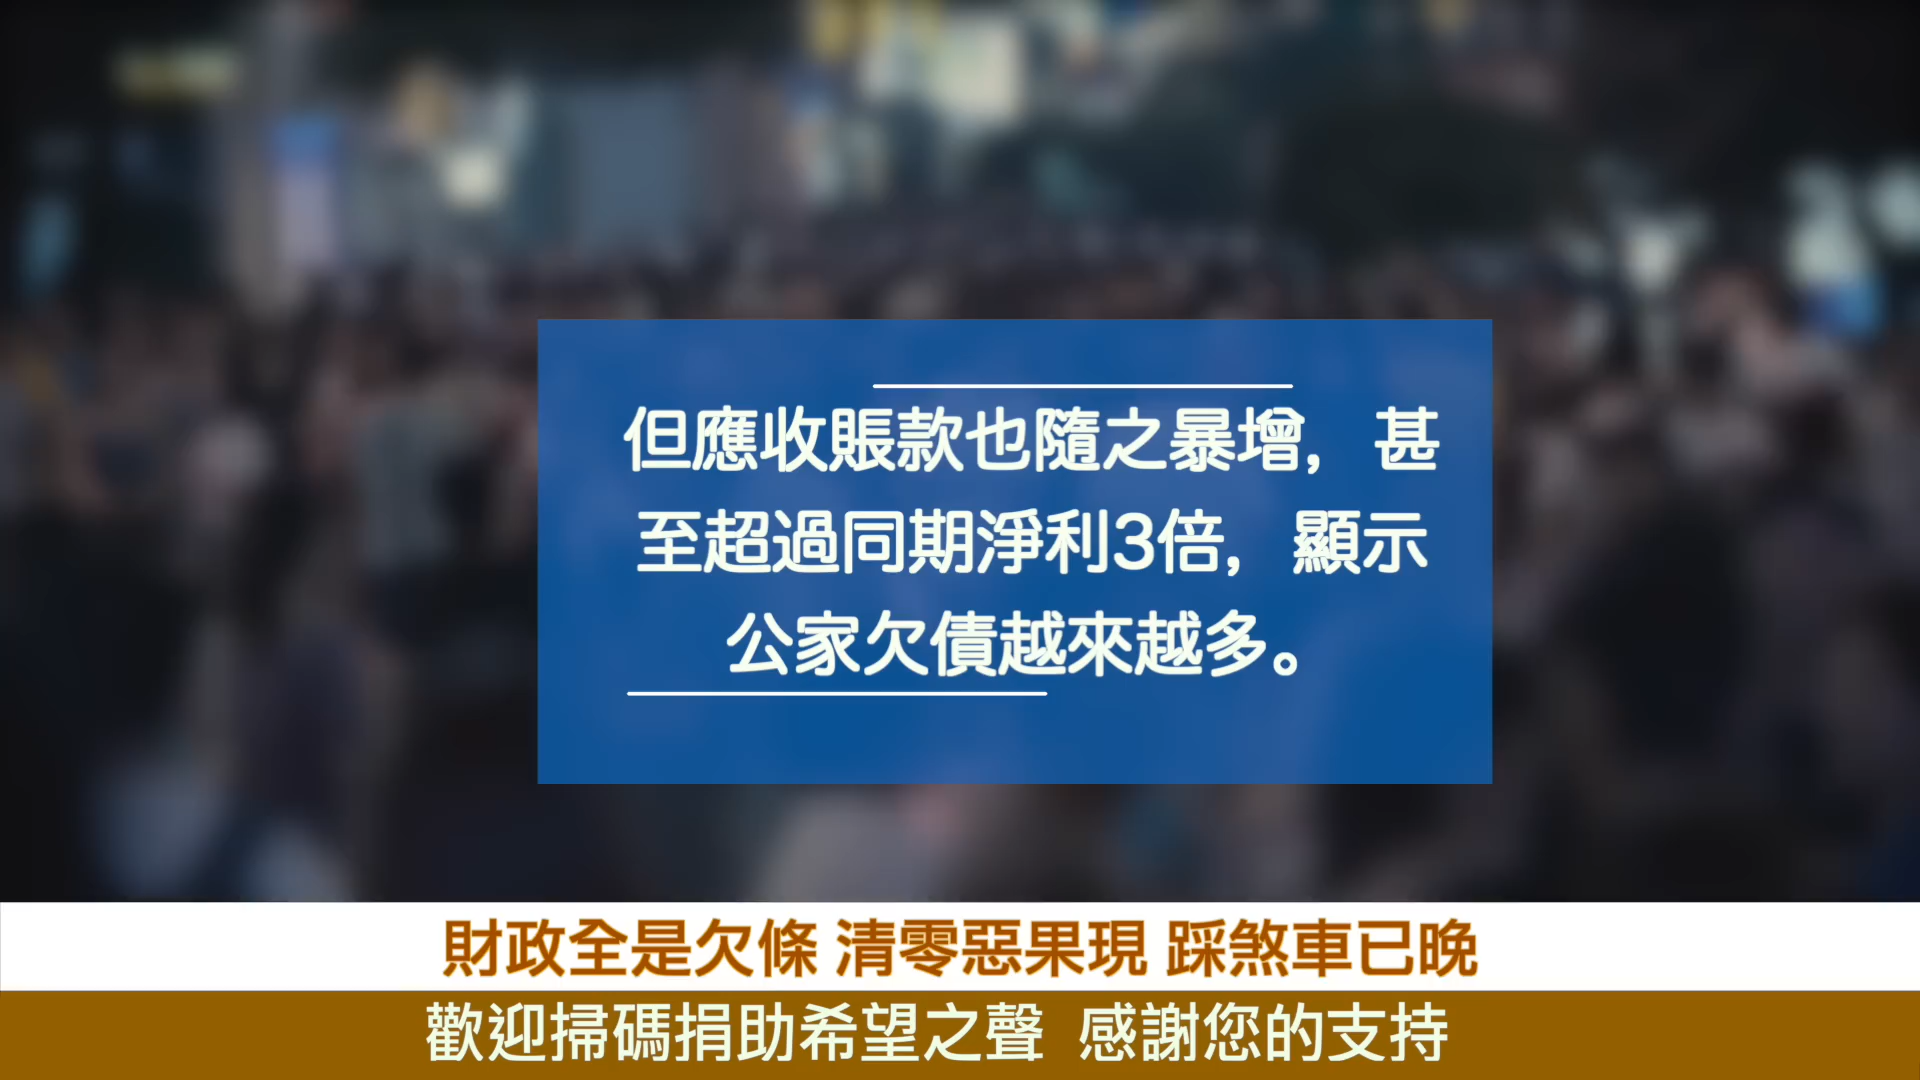 但應收賬款也隨之暴增，甚
至超過同期淨利3倍，顯示
公家欠債越來越多。
財政全是欠條 清零惡果現 踩煞車已晚
歡迎掃碼捐助希望之聲 感謝您的支持